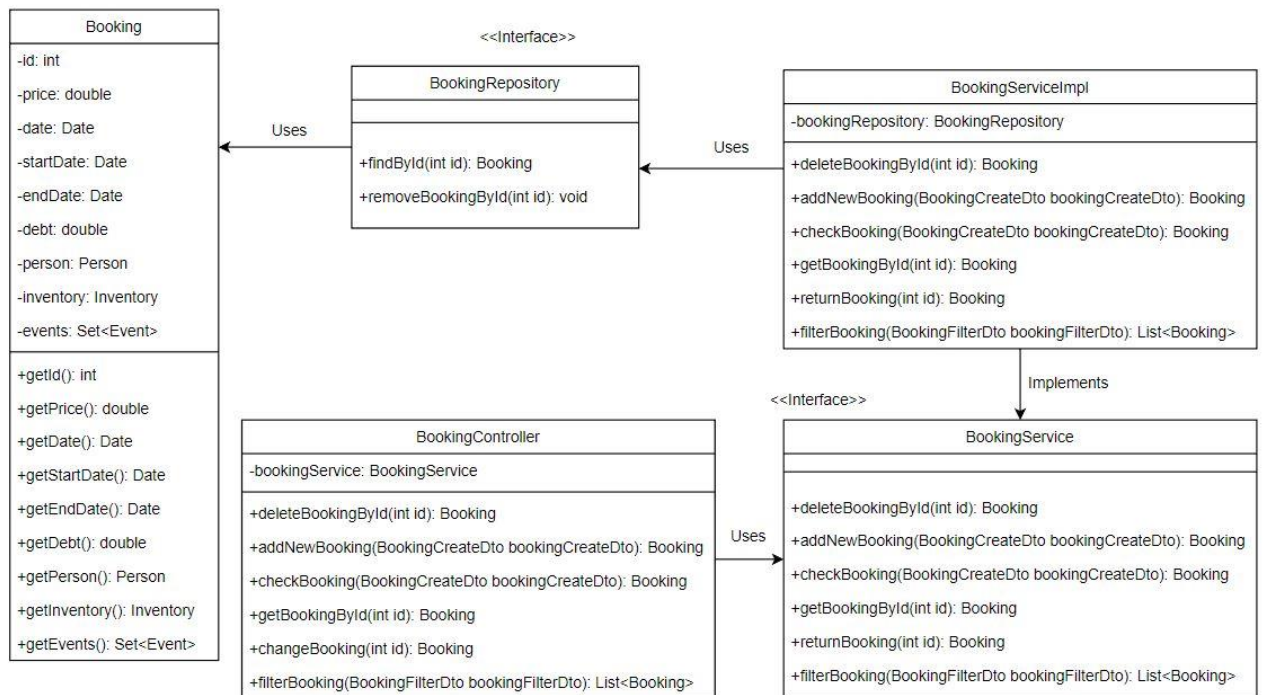 Booking
-id: int
-price: double
-date: Date
-startDate: Date
-endDate: Date
-debt: double
-person: Person
-inventory: Inventory
-events: Set<Event>
+getId(): int
+getPrice(): double
+getDate(): Date
+getStartDate(): Date
+getEndDate(): Date
+getDebt(): double
+getPerson(): Person
+getInventory(): Inventory
+getEvents(): Set<Event>
Uses
<<Interface>>
BookingRepository
+findById(int id): Booking
+removeBookingById(int id): void
Uses
BookingServiceImpl
-bookingRepository: BookingRepository
+deleteBookingById(int id): Booking
+addNewBooking(BookingCreateDto bookingCreateDto): Booking
+checkBooking(BookingCreateDto bookingCreateDto): Booking
+getBookingById(int id): Booking
+returnBooking(int id): Booking
+filterBooking(BookingFilterDto bookingFilterDto): List<Booking>
Implements
BookingController
-bookingService: BookingService
+deleteBookingById(int id): Booking
+addNewBooking(BookingCreateDto bookingCreateDto): Booking
+checkBooking(BookingCreateDto bookingCreateDto): Booking
+getBookingById(int id): Booking
+changeBooking(int id): Booking
+filterBooking(BookingFilterDto bookingFilterDto): List<Booking>
Uses
<<Interface>>
BookingService
+deleteBookingById(int id): Booking
+addNewBooking(BookingCreateDto bookingCreateDto): Booking
+checkBooking(BookingCreateDto bookingCreateDto): Booking
+getBookingById(int id): Booking
+returnBooking(int id): Booking
+filterBooking(BookingFilterDto bookingFilterDto): List<Booking>